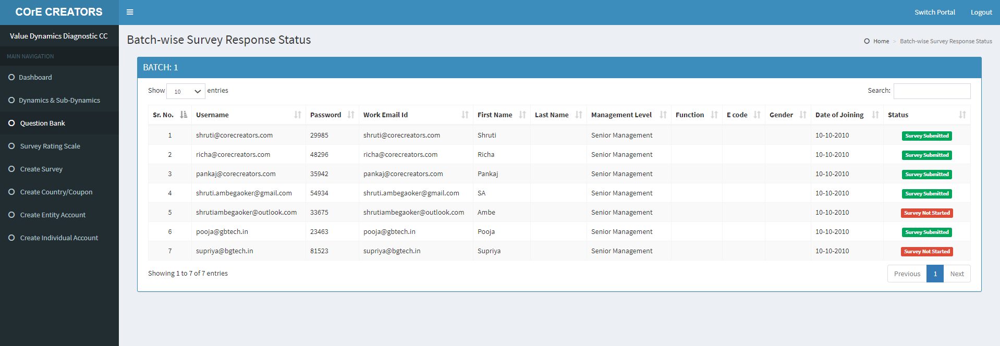 COrE CREATORS
Switch Portal Logout
Value Dynamics Diagnostic CC
MAIN NAVIGATION
Dashboard
Dynamics & Sub-Dynamics
Question Bank
Survey Rating Scale
Create Survey
Create Country/Coupon
Create Entity Account
Create Individual Account
Batch-wise Survey Response Status
Home > Batch-wise Survey Response Status
BATCH: 1
Show 10 entries
Search:
Sr. No. Username Password Work Email Id First Name Last Name Management Level Function E code Gender Date of Joining Status
1 shruti@corecreators.com 29985 shruti@corecreators.com Shruti Senior Management 10-10-2010 Survey Submitted
2 richa@corecreators.com 48296 richa@corecreators.com Richa Senior Management 10-10-2010 Survey Submitted
3 pankaj@corecreators.com 35942 pankaj@corecreators.com Pankaj Senior Management 10-10-2010 Survey Submitted
4 shruti.ambegaoker@gmail.com 54934 shruti.ambegaoker@gmail.com SA Senior Management 10-10-2010 Survey Submitted
5 shrutiambegaoker@outlook.com 33675 shrutiambegaoker@outlook.com Ambe Senior Management 10-10-2010 Survey Not Started
6 pooja@gbtech.in 23463 pooja@gbtech.in Pooja Senior Management 10-10-2010 Survey Submitted
7 supriya@bgtech.in 81523 supriya@bgtech.in Supriya Senior Management 10-10-2010 Survey Not Started
Showing 1 to 7 of 7 entries
Previous 1 Next